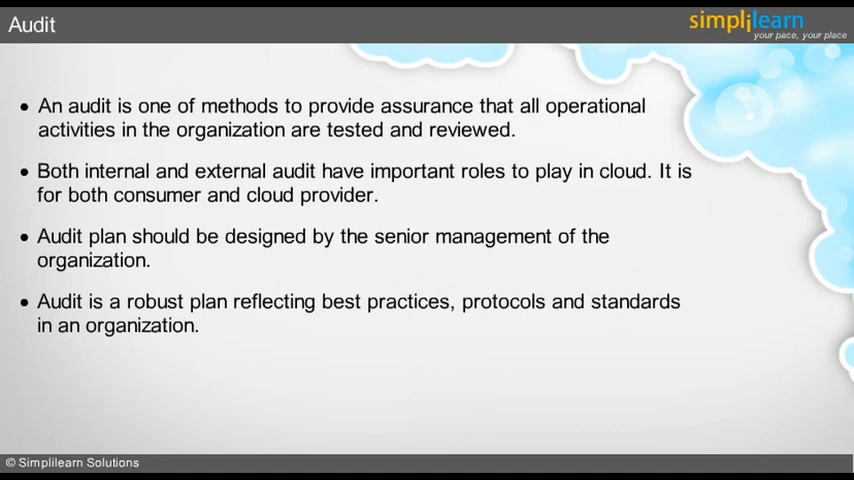 Audit
simplilearn
your pace, your place
• An audit is one of methods to provide assurance that all operational
activities in the organization are tested and reviewed.
• Both internal and external audit have important roles to play in cloud. It is
for both consumer and cloud provider.
• Audit plan should be designed by the senior management of the
organization.
• Audit is a robust plan reflecting best practices, protocols and standards
in an organization.
© Simplilearn Solutions